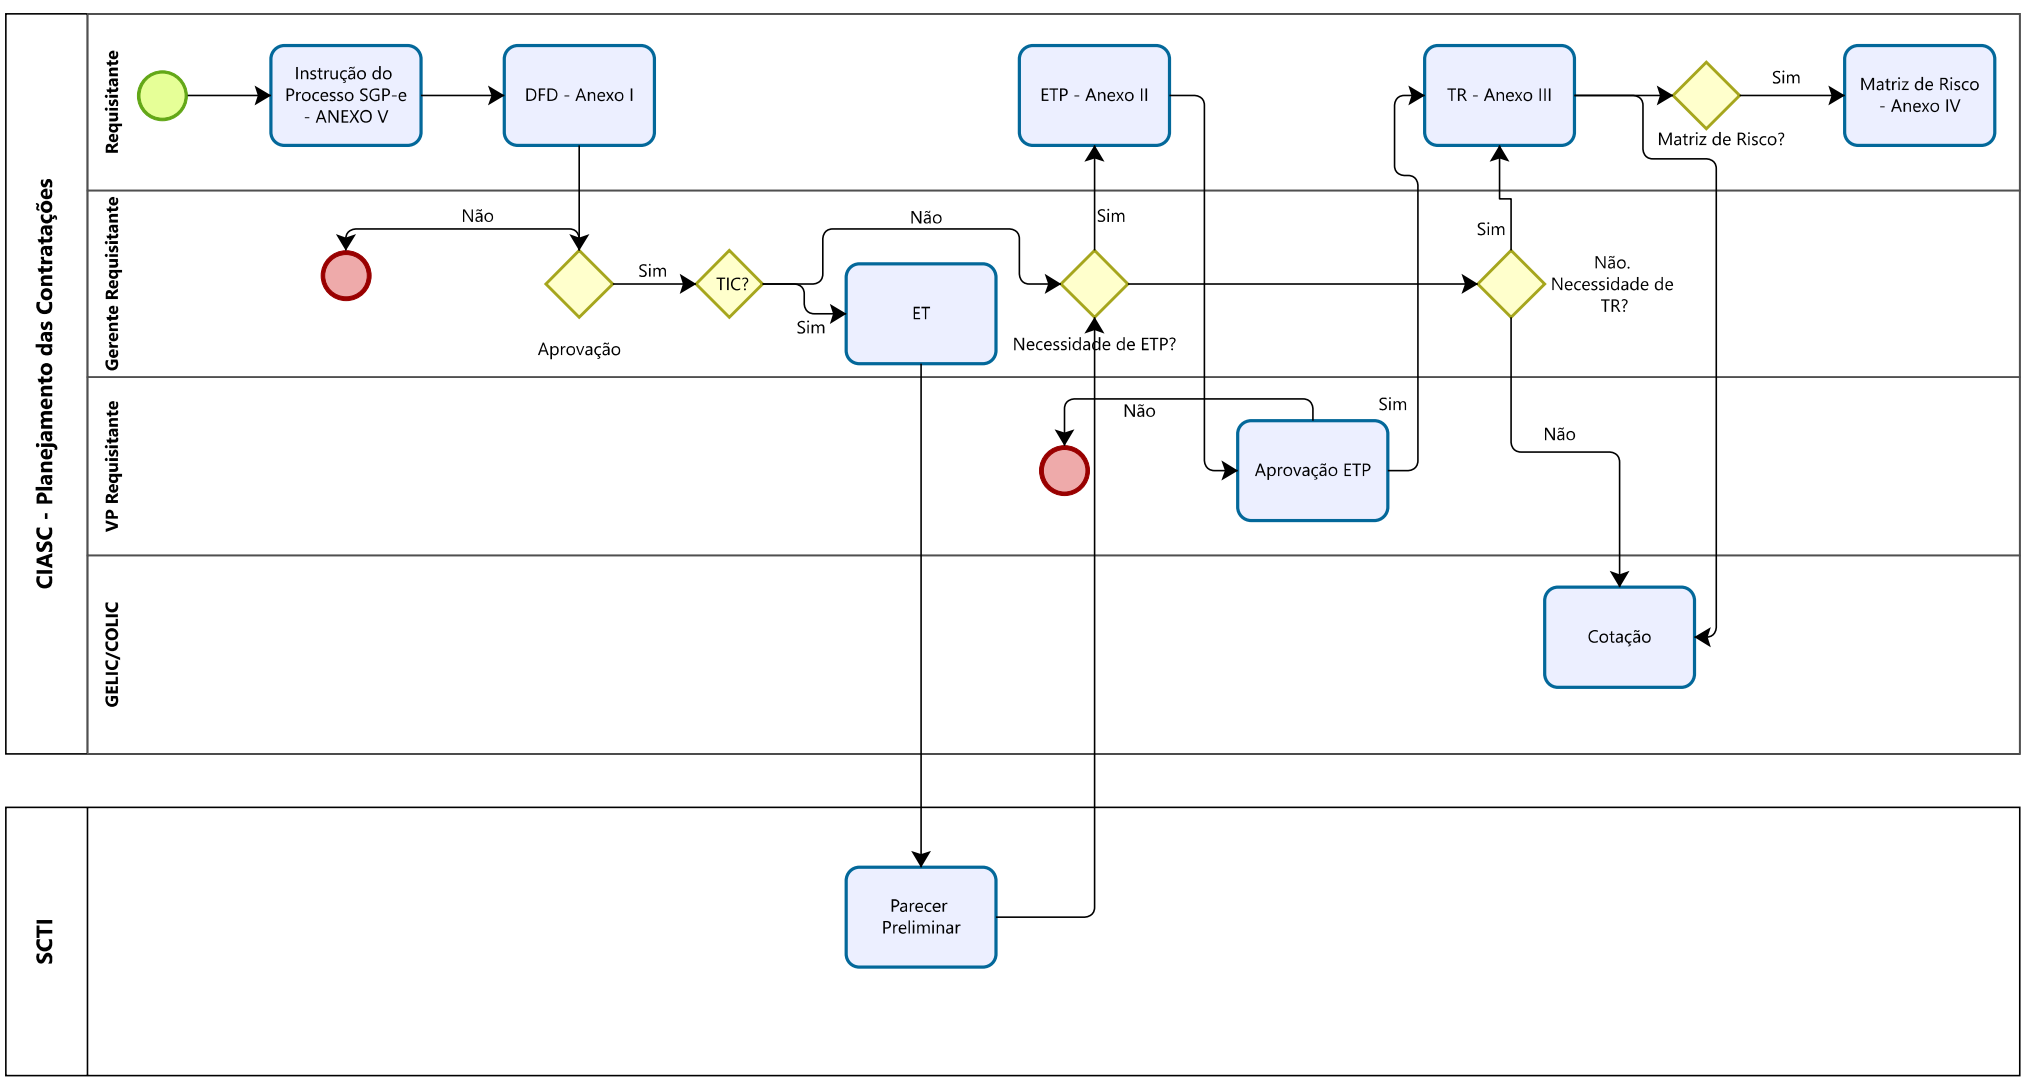 CIASC - Planejamento das Contratações
Requisitante
Instrução do
Processo SGP-e
- ANEXO V
DFD - Anexo I
ETP - Anexo II
TR - Anexo III
Matriz de Risco?
Sim
Matriz de Risco
- Anexo IV
Gerente Requisitante
Não
Aprovação
Sim
TIC?
Não
Sim
ET
Sim
Necessidade de ETP?
Sim
Não.
Necessidade de
TR?
VP Requisitante
Não
Aprovação ETP
Sim
Não
GELIC/COLIC
Cotação
SCTI
Parecer
Preliminar